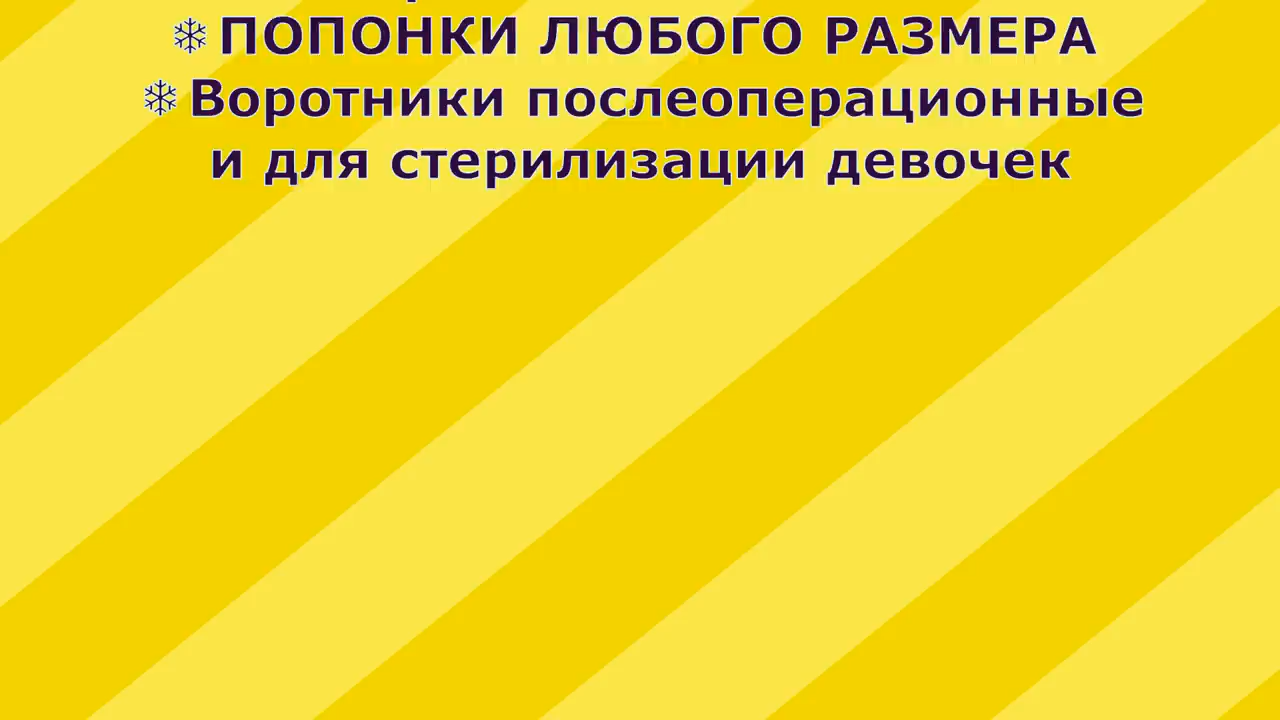 ❄ПОПОНКИ ЛЮБОГО РАЗМЕРА
❄Воротники послеоперационные
и для стерилизации девочек